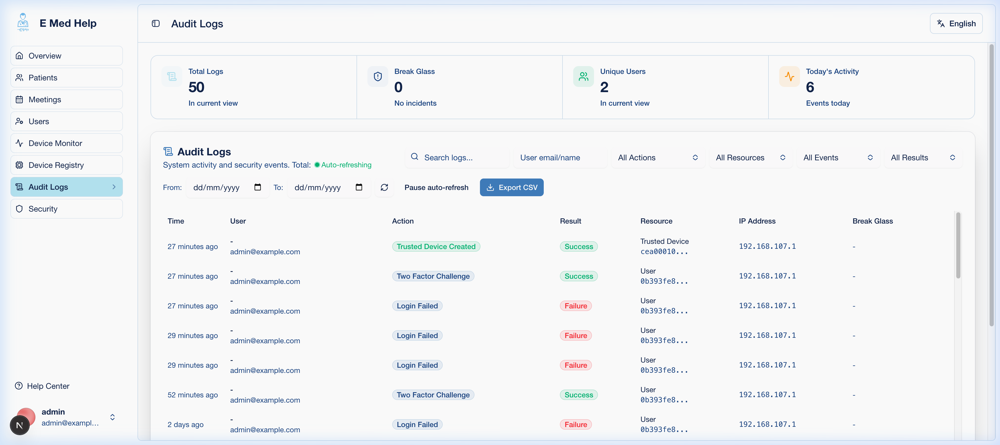 E Med Help
Overview
Patients
Meetings
Users
Device Monitor
Device Registry
Audit Logs
Security
Help Center
admin
admin@exampl...
N
Audit Logs
English
Total Logs
50
In current view
Break Glass
0
No incidents
Unique Users
2
In current view
Today's Activity
6
Events today
Audit Logs
System activity and security events. Total: Auto-refreshing
Search logs... User email/name All Actions All Resources All Events All Results
From: dd/mm/yyyy To: dd/mm/yyyy Pause auto-refresh Export CSV
Time User Action Result Resource IP Address Break Glass
27 minutes ago - admin@example.com Trusted Device Created Success Trusted Device cea00010... 192.168.107.1 -
27 minutes ago - admin@example.com Two Factor Challenge Success User 0b393fe8... 192.168.107.1 -
27 minutes ago - admin@example.com Login Failed Failure User 0b393fe8... 192.168.107.1 -
29 minutes ago - admin@example.com Login Failed Failure User 0b393fe8... 192.168.107.1 -
29 minutes ago - admin@example.com Login Failed Failure User 0b393fe8... 192.168.107.1 -
52 minutes ago - admin@example.com Two Factor Challenge Success User 0b393fe8... 192.168.107.1 -
2 days ago - admin@example.com Login Failed Failure User 0b393fe8... 192.168.107.1 -